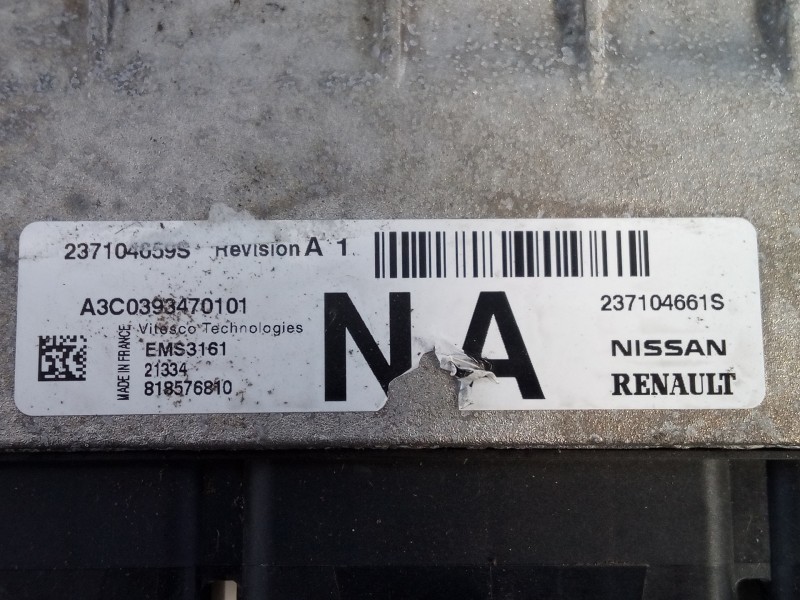 237104659S Revision A 1
A3C0393470101
Vitesco Technologies
EMS3161
21334
818576810
MADE IN FRANCE
NA
237104661S
NISSAN
RENAULT